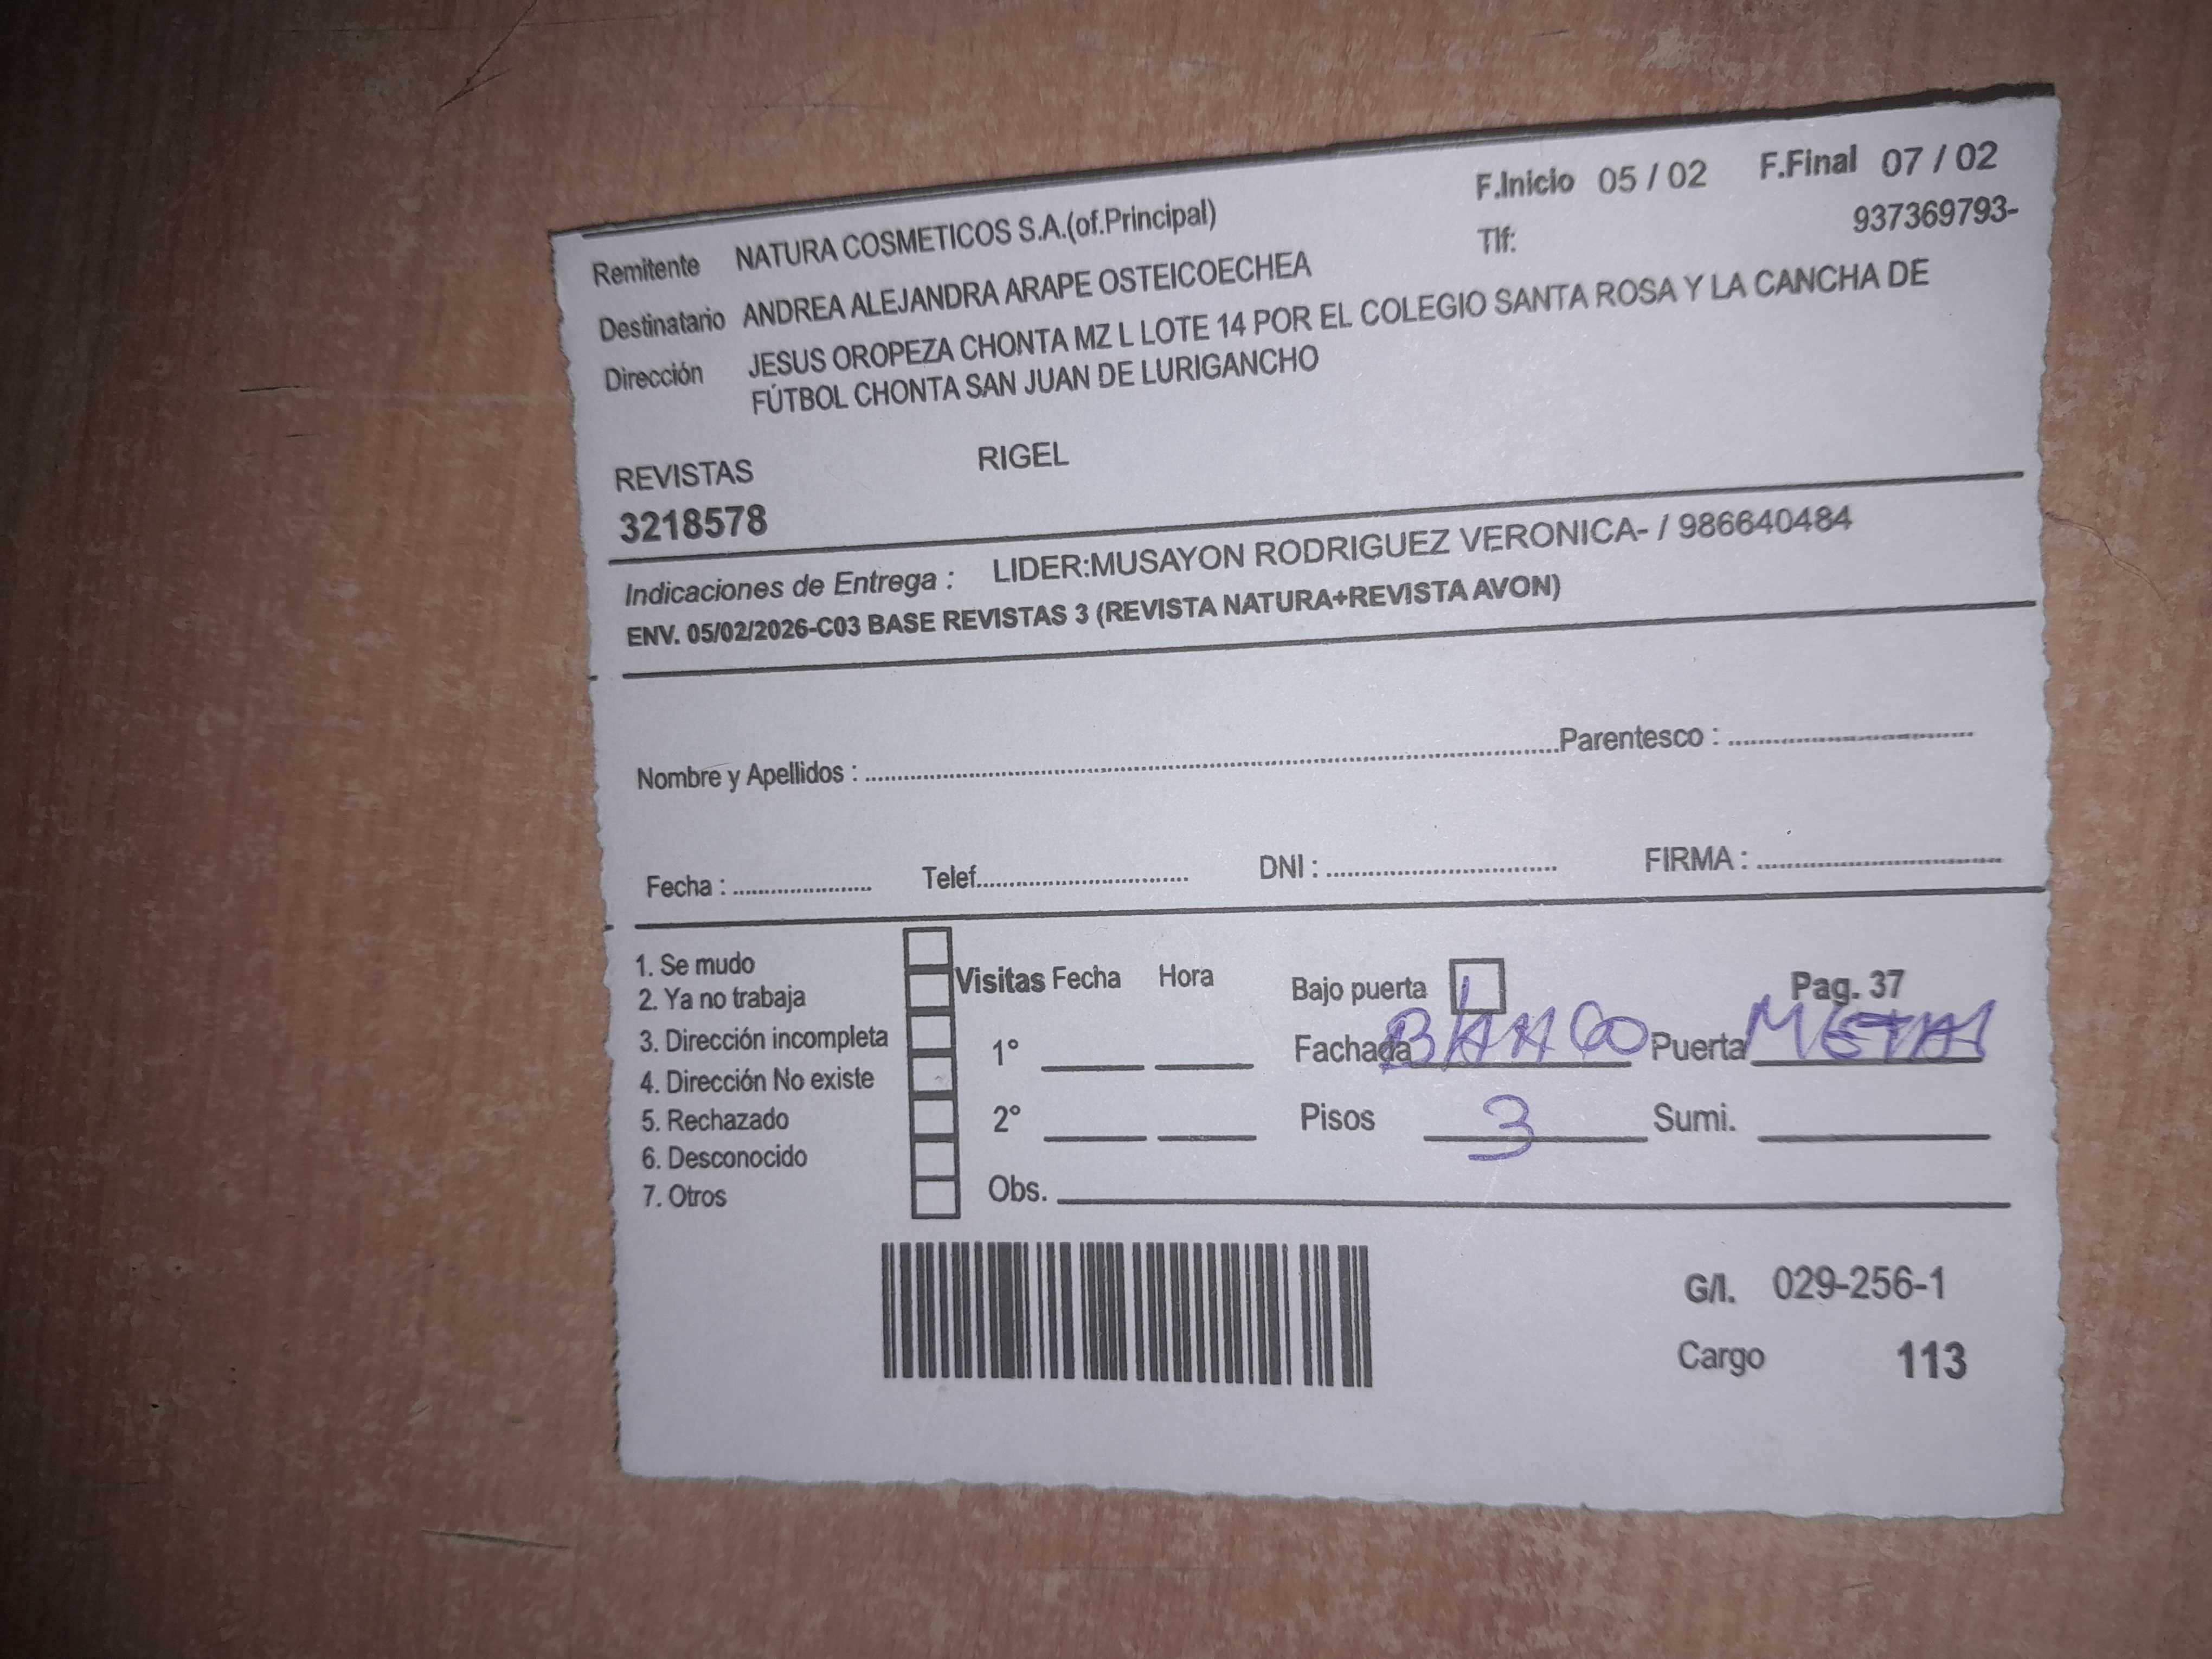 F.Inicio 05 / 02 F.Final 07 / 02
Remitente NATURA COSMETICOS S.A.(of.Principal) Tlf: 937369793-
Destinatario ANDREA ALEJANDRA ARAPE OSTEICOECHEA
Dirección JESUS OROPEZA CHONTA MZ L LOTE 14 POR EL COLEGIO SANTA ROSA Y LA CANCHA DE
FÚTBOL CHONTA SAN JUAN DE LURIGANCHO
REVISTAS RIGEL
3218578
Indicaciones de Entrega : LIDER:MUSAYON RODRIGUEZ VERONICA- / 986640484
ENV. 05/02/2026-C03 BASE REVISTAS 3 (REVISTA NATURA+REVISTA AVON)
Nombre y Apellidos : Parentesco :
Fecha : Telef. DNI : FIRMA :
1. Se mudo
2. Ya no trabaja
3. Dirección incompleta
4. Dirección No existe
5. Rechazado
6. Desconocido
7. Otros
Visitas Fecha Hora Bajo puerta Pag. 37
1° Fachada BLANCO Puerta METAL
2° Pisos 3 Sumi.
Obs.
G/I. 029-256-1
Cargo 113